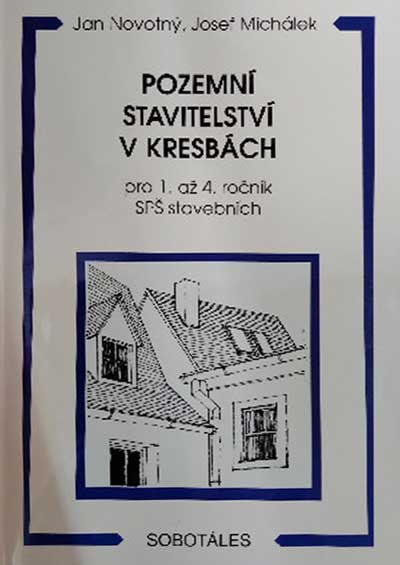 Jan Novotný, Josef Michálek
POZEMNÍ
STAVITELSTVÍ
V KRESBÁCH
pro 1. až 4. ročník
SPŠ stavebních
SOBOTÁLES